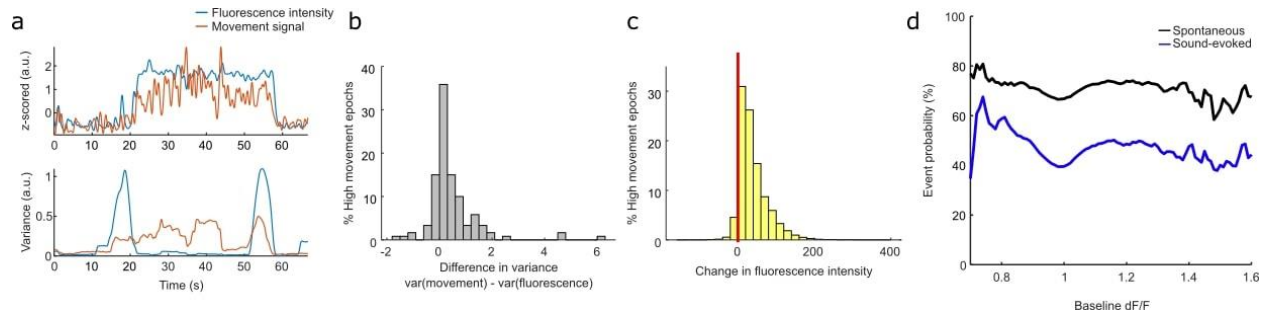 a
Fluorescence intensity
Movement signal
z-scored (a.u.)
2
1
0
0 10 20 30 40 50 60
Variance (a.u.)
1
0.5
0
0 10 20 30 40 50 60
Time (s)
b
% High movement epochs
40
30
20
10
0
-2 0 2 4 6
Difference in variance
var(movement) - var(fluorescence)
c
% High movement epochs
30
20
10
0
0 200 400
Change in fluorescence intensity
d
Spontaneous
Sound-evoked
Event probability (%)
100
80
60
40
20
0
0.8 1 1.2 1.4 1.6
Baseline dF/F